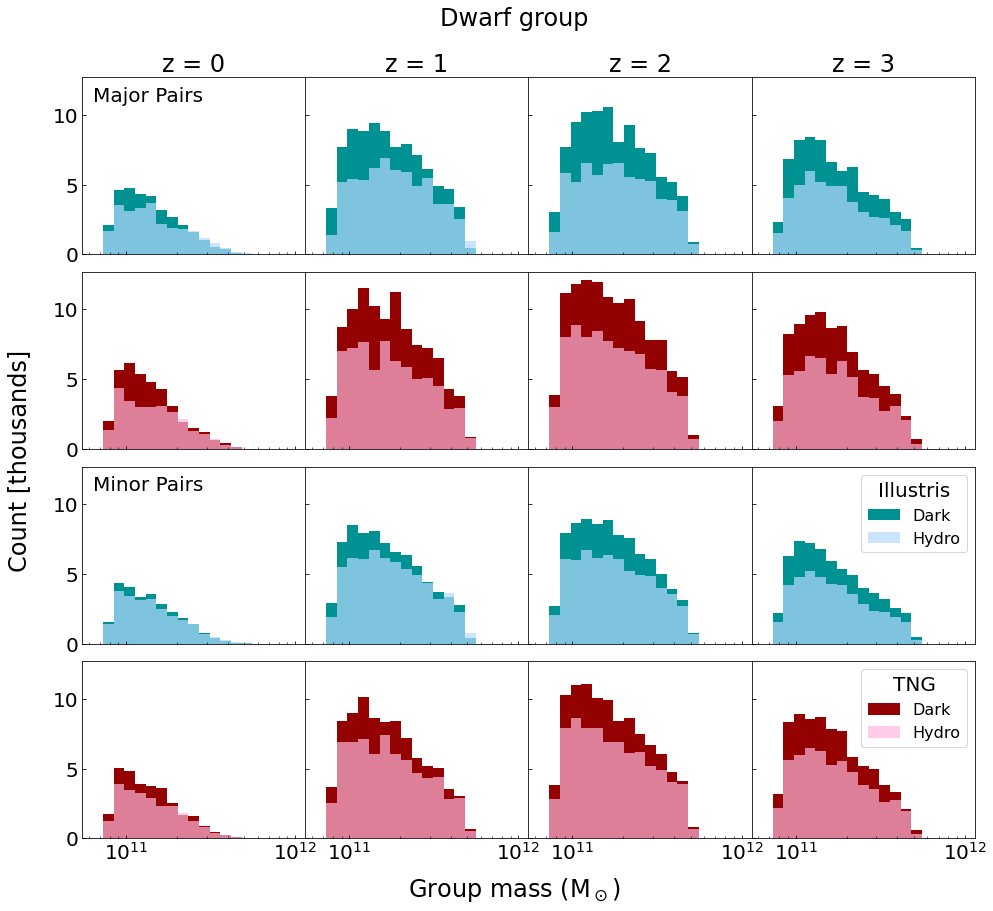 Dwarf group
z = 0 z = 1 z = 2 z = 3
Major Pairs
10
5
0
10
5
0
Minor Pairs
Illustris
Dark
Hydro
10
5
0
TNG
Dark
Hydro
10
5
0
10¹¹ 10¹² 10¹¹ 10¹² 10¹¹ 10¹² 10¹¹ 10¹²
Group mass (M_⊙)
Count [thousands]